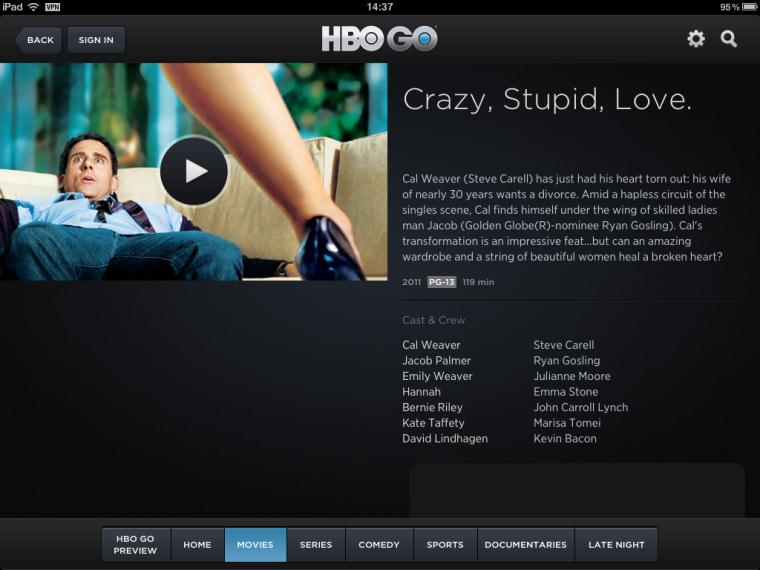 iPad VPN 14:37 95%
BACK SIGN IN HBO GO
Crazy, Stupid, Love.
Cal Weaver (Steve Carell) has just had his heart torn out: his wife
of nearly 30 years wants a divorce. Amid a hapless circuit of the
singles scene, Cal finds himself under the wing of skilled ladies
man Jacob (Golden Globe(R)-nominee Ryan Gosling). Cal's
transformation is an impressive feat...but can an amazing
wardrobe and a string of beautiful women heal a broken heart?
2011 PG-13 119 min
Cast & Crew
Cal Weaver Steve Carell
Jacob Palmer Ryan Gosling
Emily Weaver Julianne Moore
Hannah Emma Stone
Bernie Riley John Carroll Lynch
Kate Taffety Marisa Tomei
David Lindhagen Kevin Bacon
HBO GO
PREVIEW
HOME MOVIES SERIES COMEDY SPORTS DOCUMENTARIES LATE NIGHT